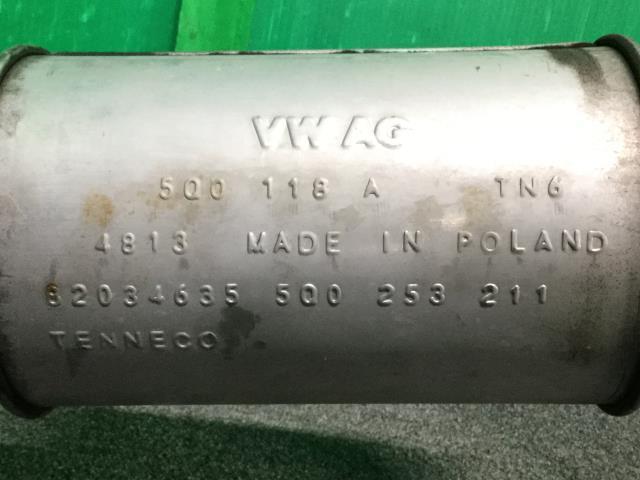 VW AG
5Q0 118 A TN6
4813 MADE IN POLAND
82034635 5Q0 253 211
TENNECO